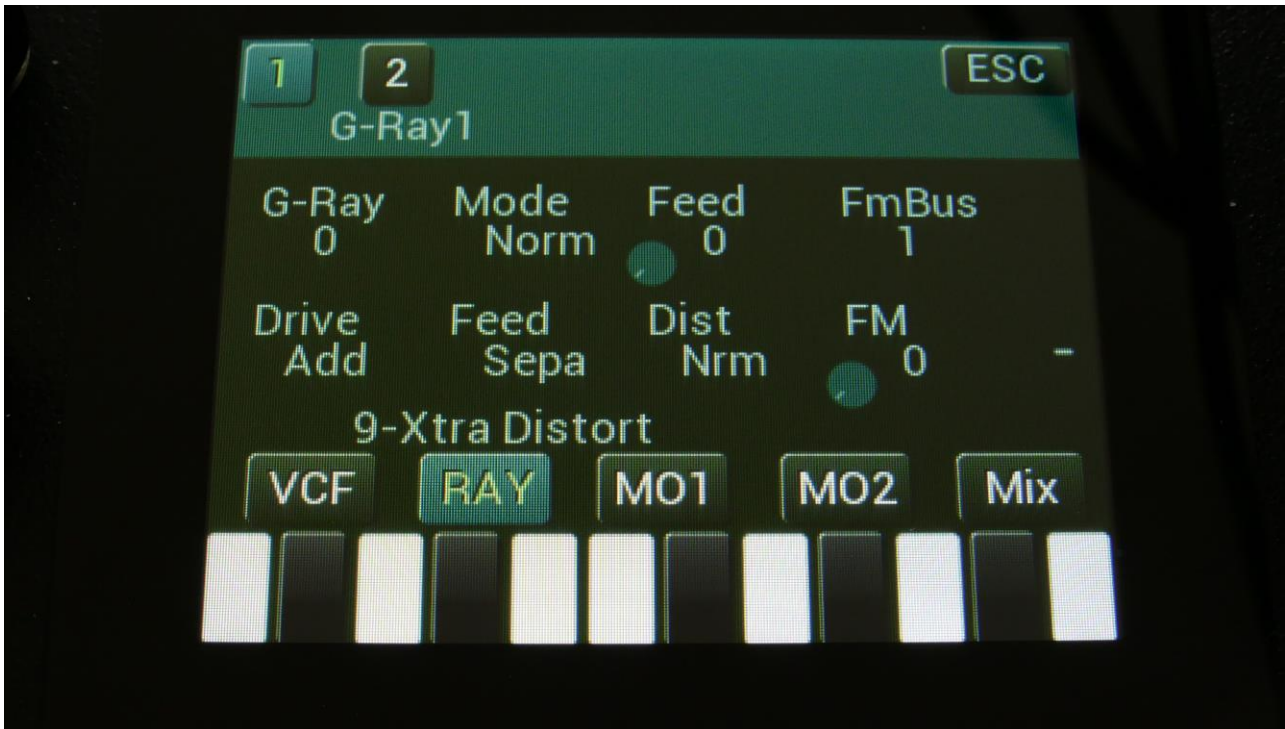 1 2 ESC
G-Ray1
G-Ray Mode Feed FmBus
0 Norm 0 1
Drive Feed Dist FM
Add Sepa Nrm 0 -
9-Xtra Distort
VCF RAY MO1 MO2 Mix